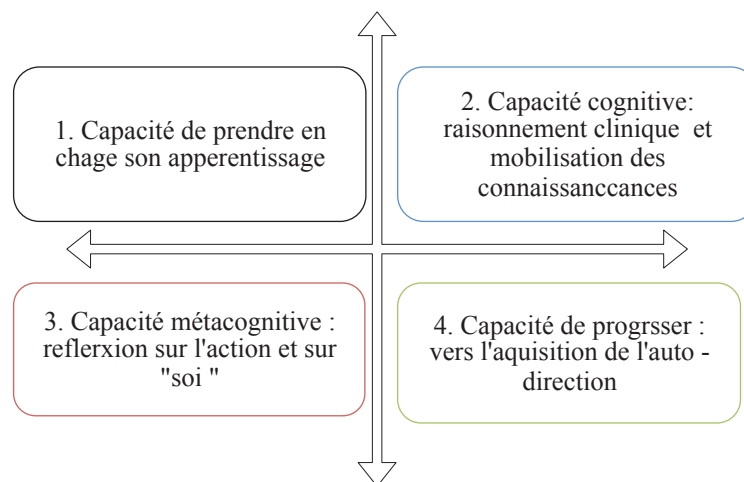 1. Capacité de prendre en
chage son apperentissage
2. Capacité cognitive:
raisonnement clinique et
mobilisation des
connaissanccances
3. Capacité métacognitive :
reflerxion sur l'action et sur
"soi "
4. Capacité de progrsser :
vers l'aquisition de l'auto -
direction